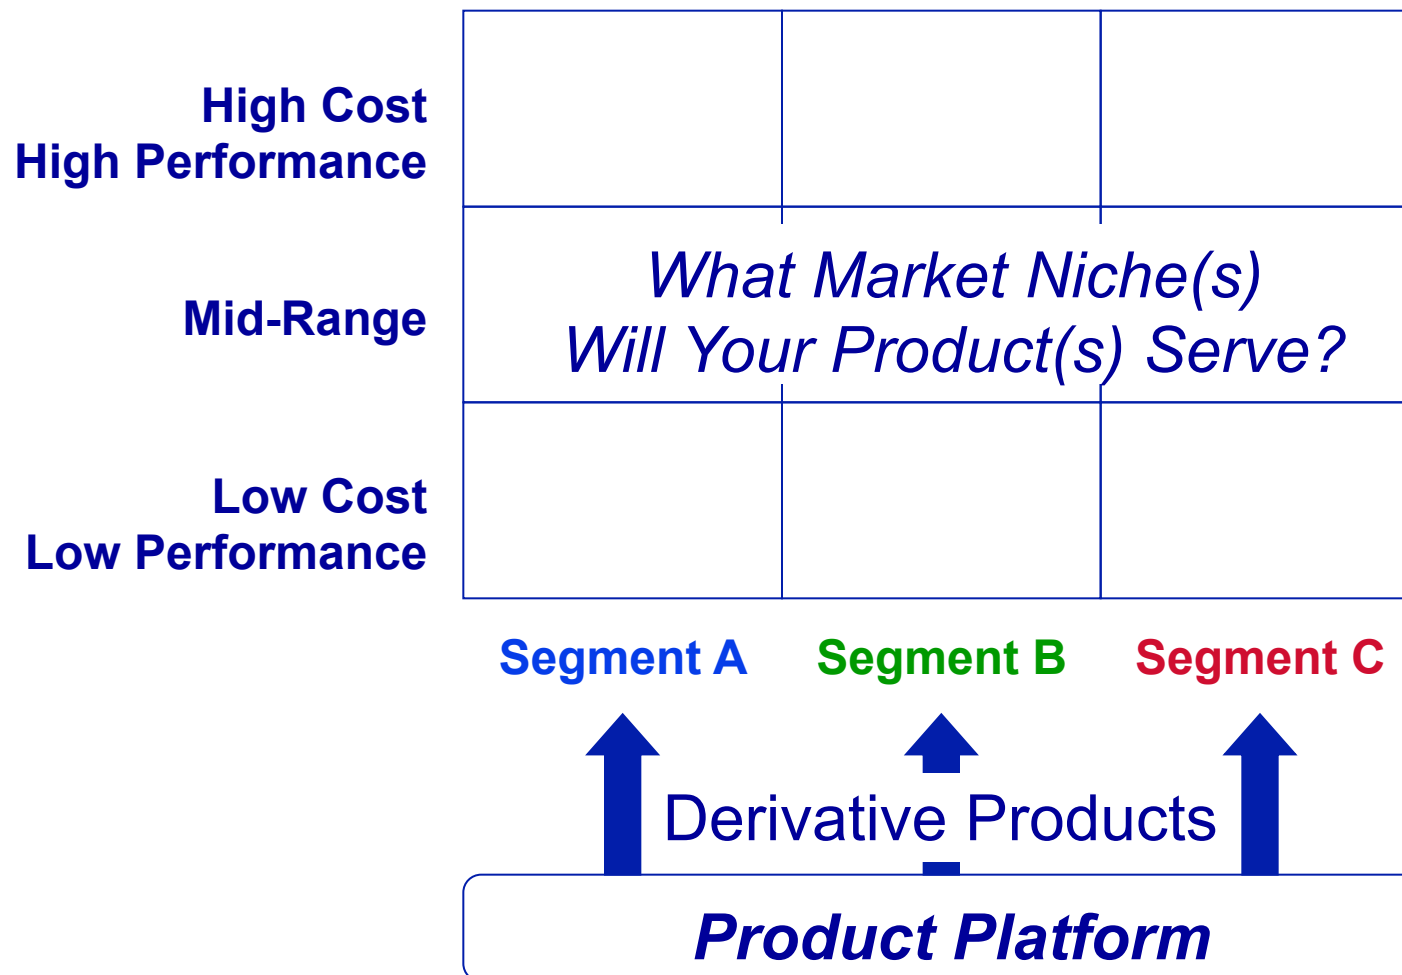 High Cost
High Performance
What Market Niche(s)
Will Your Product(s) Serve?
Mid-Range
Low Cost
Low Performance
Segment A
Segment B
Segment C
Derivative Products
Product Platform